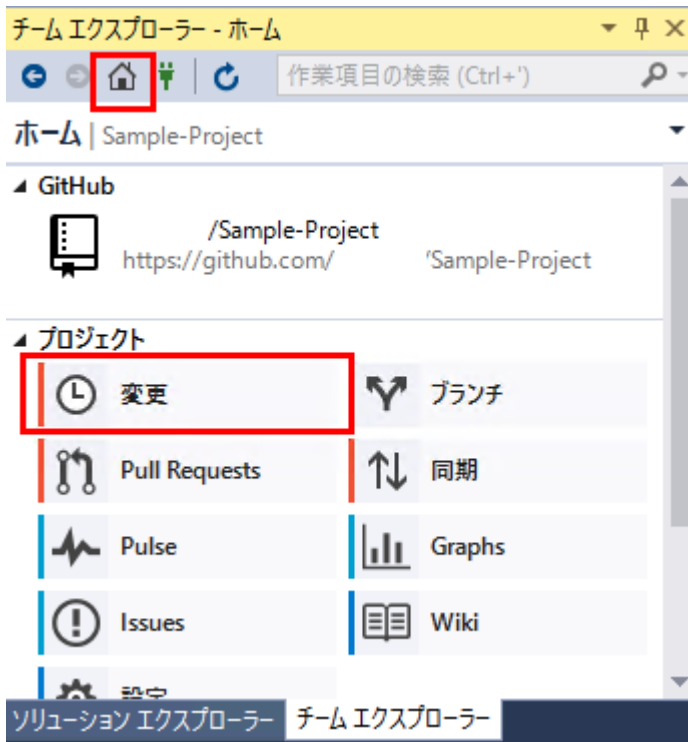 チーム エクスプローラー - ホーム
作業項目の検索 (Ctrl+')
ホーム | Sample-Project
GitHub
/Sample-Project
https://github.com/ 'Sample-Project
プロジェクト
変更 ブランチ
Pull Requests 同期
Pulse Graphs
Issues Wiki
設定
ソリューション エクスプローラー チーム エクスプローラー